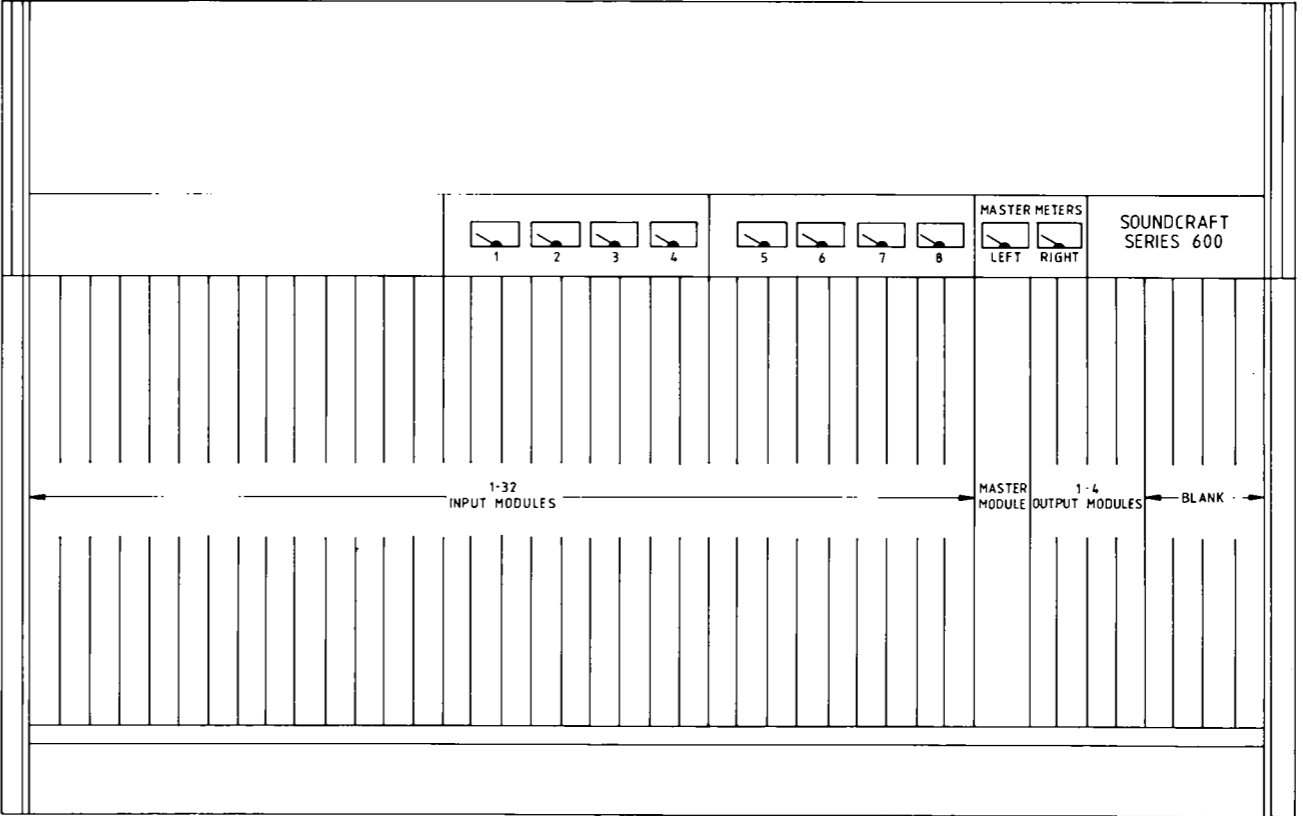 MASTER METERS
SOUNDCRAFT
SERIES 600
1 2 3 4 5 6 7 8 LEFT RIGHT
1-32
INPUT MODULES
MASTER
MODULE
1-4
OUTPUT MODULES
BLANK